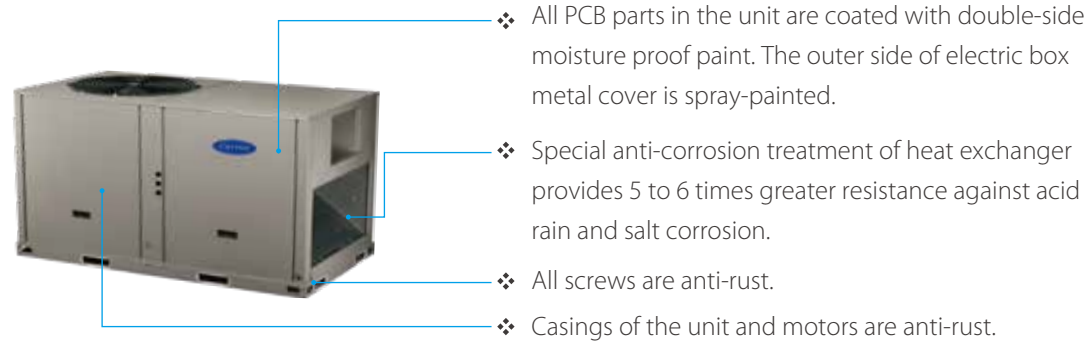 All PCB parts in the unit are coated with double-side
moisture proof paint. The outer side of electric box
metal cover is spray-painted.
Carrier
Special anti-corrosion treatment of heat exchanger
provides 5 to 6 times greater resistance against acid
rain and salt corrosion.
All screws are anti-rust.
Casings of the unit and motors are anti-rust.